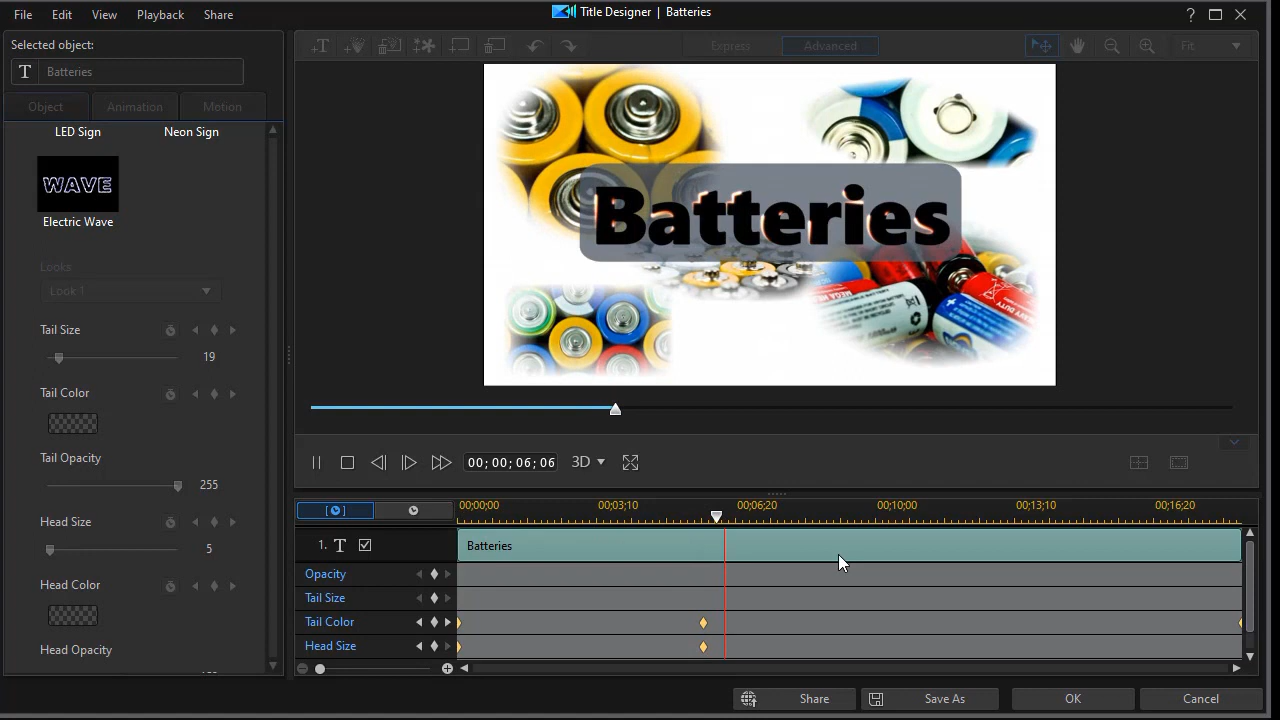 File Edit View Playback Share
Title Designer | Batteries
?
Selected object:
T Batteries
Object Animation Motion
LED Sign Neon Sign
WAVE
Electric Wave
Looks
Look 1
Tail Size
19
Tail Color
Tail Opacity
255
Head Size
5
Head Color
Head Opacity
Express Advanced
Fit
Batteries
MEGA
HEAVY DUTY
00;00;06;06 3D
00;00;00 00;03;10 00;06;20 00;10;00 00;13;10 00;16;20
1. T Batteries
Opacity
Tail Size
Tail Color
Head Size
Share Save As OK Cancel